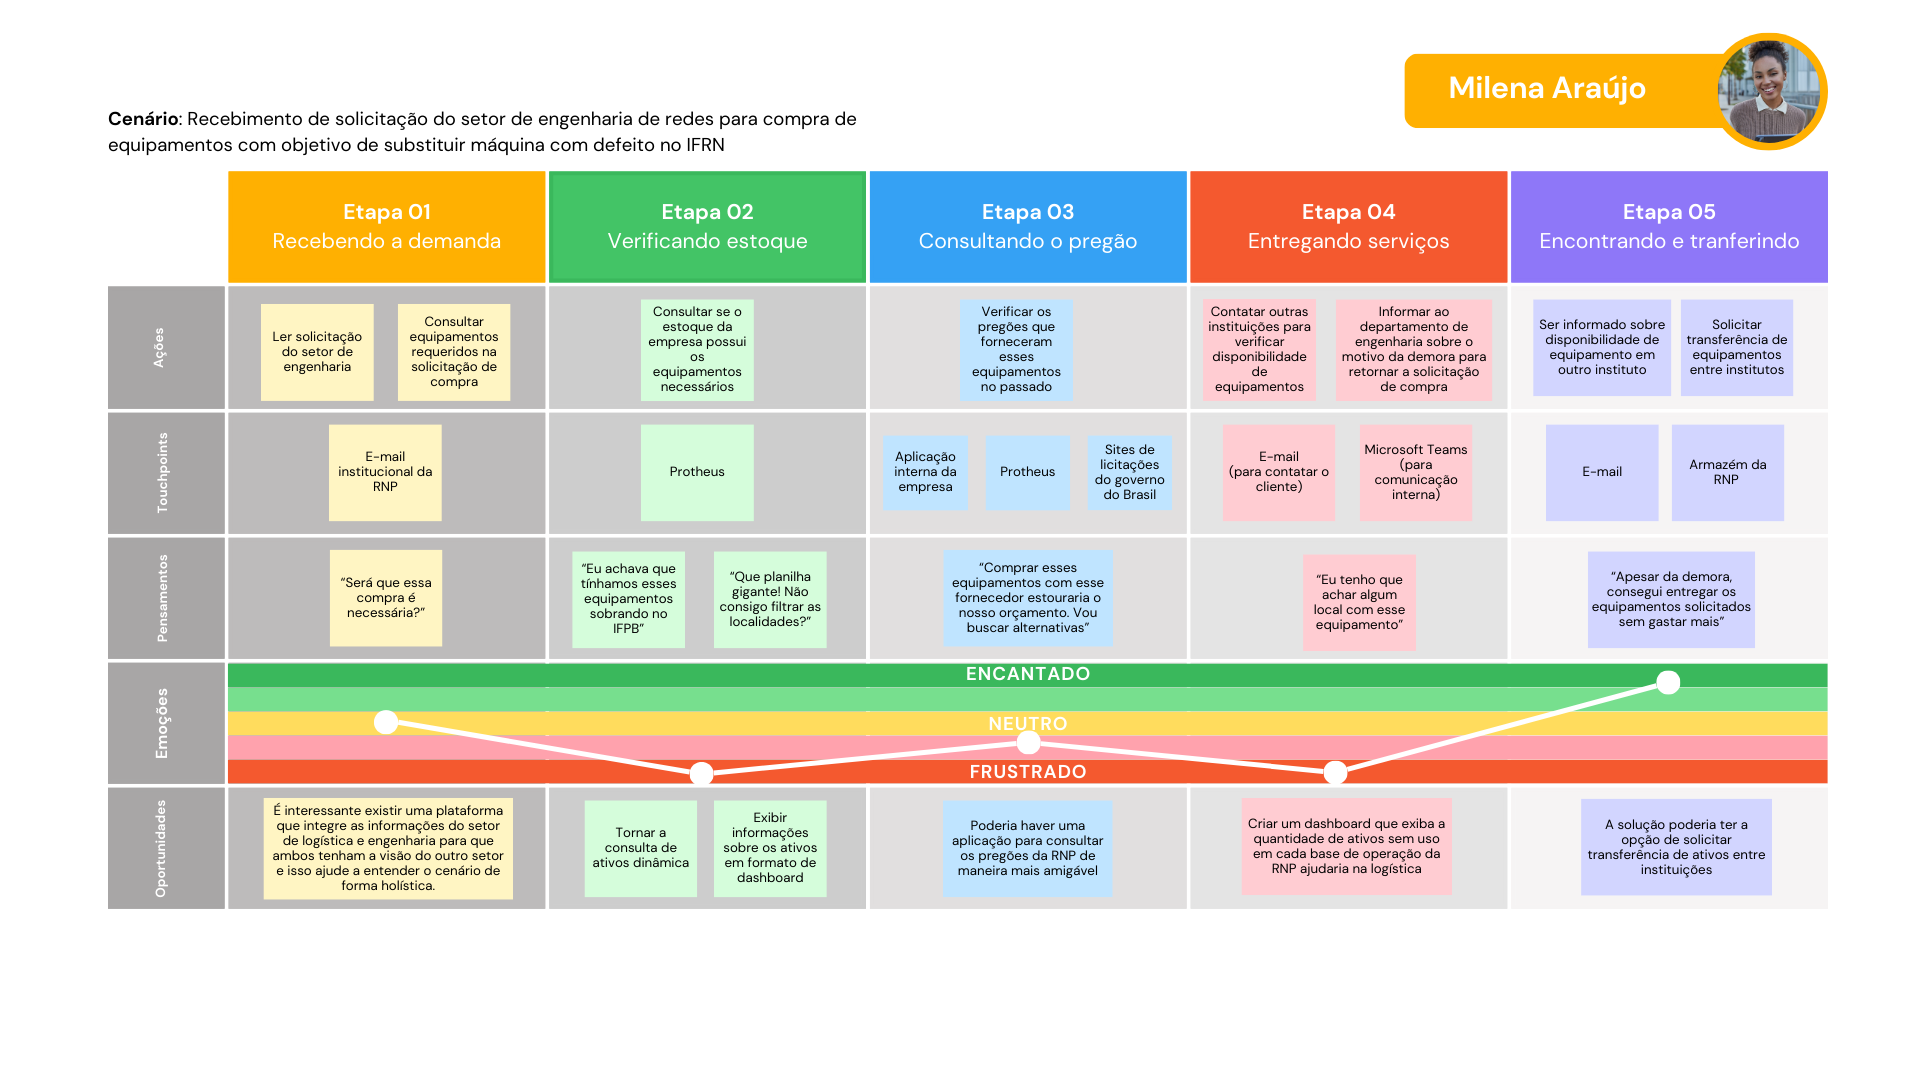 Milena Araújo
Cenário: Recebimento de solicitação do setor de engenharia de redes para compra de
equipamentos com objetivo de substituir máquina com defeito no IFRN
Etapa 01
Recebendo a demanda
Etapa 02
Verificando estoque
Etapa 03
Consultando o pregão
Etapa 04
Entregando serviços
Etapa 05
Encontrando e tranferindo
Ações
Ler solicitação
do setor de
engenharia
Consultar
equipamentos
requeridos na
solicitação de
compra
Consultar se o
estoque da
empresa possui
os
equipamentos
necessários
Verificar os
pregões que
forneceram
esses
equipamentos
no passado
Contatar outras
instituições para
verificar
disponibilidade
de
equipamentos
Informar ao
departamento de
engenharia sobre o
motivo da demora para
retornar a solicitação
de compra
Ser informado sobre
disponibilidade de
equipamento em
outro instituto
Solicitar
transferência de
equipamentos
entre institutos
Touchpoints
E-mail
institucional da
RNP
Protheus
Aplicação
interna da
empresa
Protheus
Sites de
licitações
do governo
do Brasil
E-mail
(para contatar o
cliente)
Microsoft Teams
(para
comunicação
interna)
E-mail
Armazém da
RNP
Pensamentos
“Será que essa
compra é
necessária?”
“Eu achava que
tínhamos esses
equipamentos
sobrando no
IFPB”
“Que planilha
gigante! Não
consigo filtrar as
localidades?”
“Comprar esses
equipamentos com esse
fornecedor estouraria o
nosso orçamento. Vou
buscar alternativas”
“Eu tenho que
achar algum
local com esse
equipamento”
“Apesar da demora,
consegui entregar os
equipamentos solicitados
sem gastar mais”
Emoções
ENCANTADO
NEUTRO
FRUSTRADO
Oportunidades
É interessante existir uma plataforma
que integre as informações do setor
de logística e engenharia para que
ambos tenham a visão do outro setor
e isso ajude a entender o cenário de
forma holística.
Tornar a
consulta de
ativos dinâmica
Exibir
informações
sobre os ativos
em formato de
dashboard
Poderia haver uma
aplicação para consultar
os pregões da RNP de
maneira mais amigável
Criar um dashboard que exiba a
quantidade de ativos sem uso
em cada base de operação da
RNP ajudaria na logística
A solução poderia ter a
opção de solicitar
transferência de ativos entre
instituições